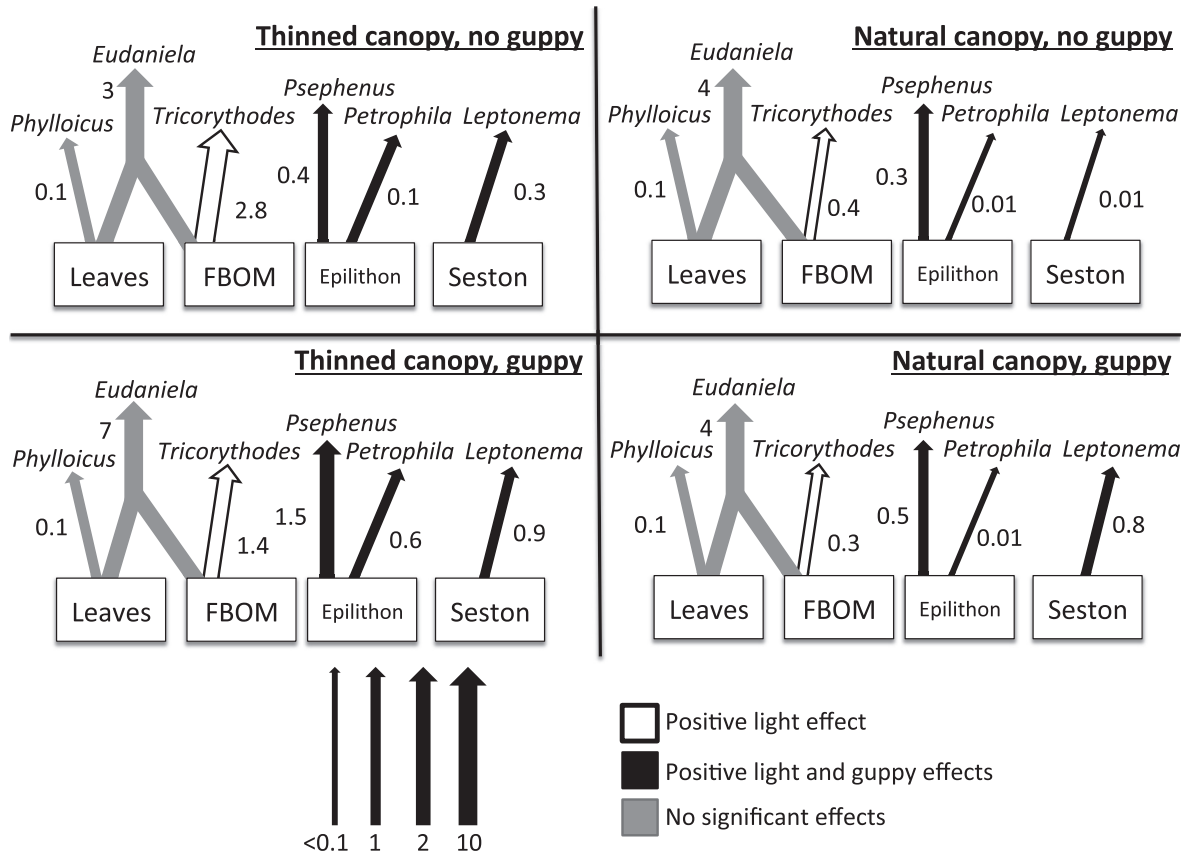 Thinned canopy, no guppy
Eudaniela
3
Phylloicus
Tricorythodes
Psephenus
Petrophila
Leptonema
0.1
2.8
0.4
0.1
0.3
Leaves
FBOM
Epilithon
Seston
Natural canopy, no guppy
Eudaniela
4
Phylloicus
Tricorythodes
Psephenus
Petrophila
Leptonema
0.1
0.4
0.3
0.01
0.01
Leaves
FBOM
Epilithon
Seston
Thinned canopy, guppy
Eudaniela
7
Phylloicus
Tricorythodes
Psephenus
Petrophila
Leptonema
0.1
1.4
1.5
0.6
0.9
Leaves
FBOM
Epilithon
Seston
Natural canopy, guppy
Eudaniela
4
Phylloicus
Tricorythodes
Psephenus
Petrophila
Leptonema
0.1
0.3
0.5
0.01
0.8
Leaves
FBOM
Epilithon
Seston
<0.1 1 2 10
Positive light effect
Positive light and guppy effects
No significant effects